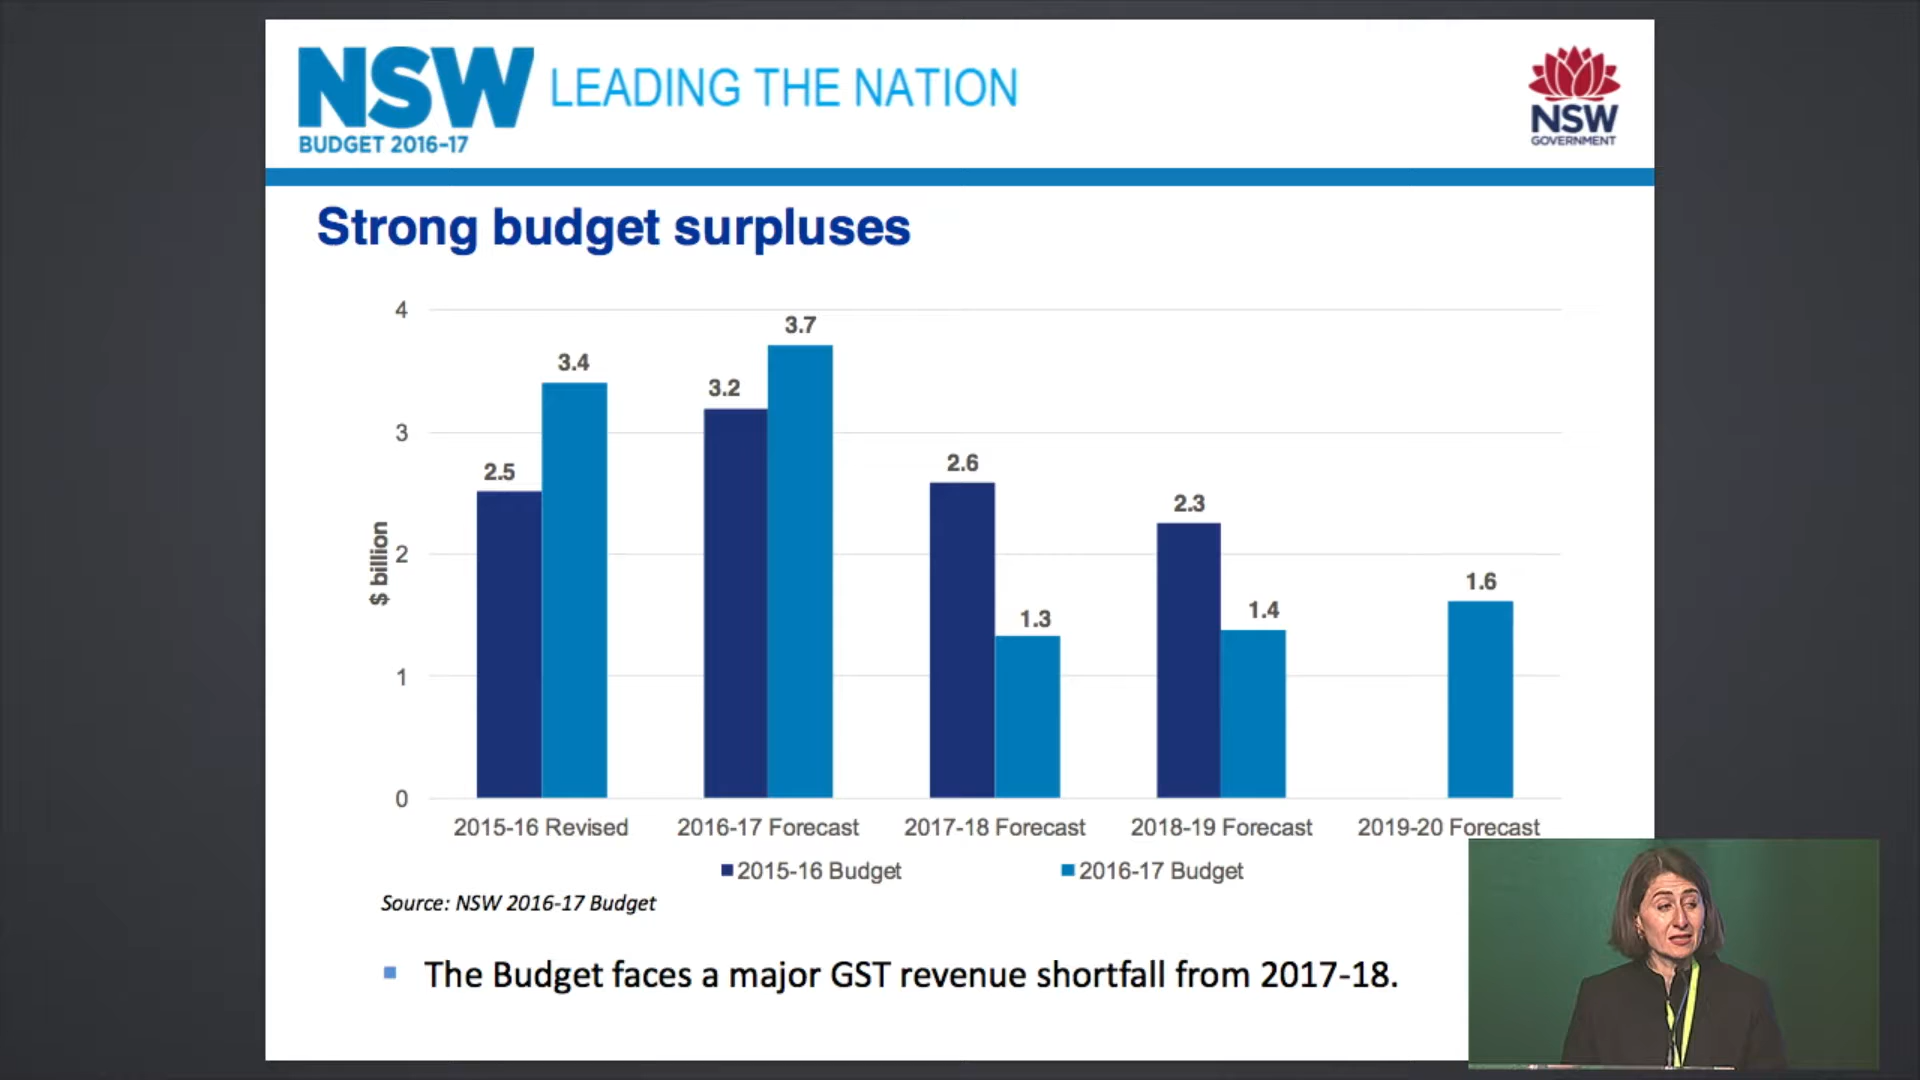 NSW LEADING THE NATION
BUDGET 2016-17
NSW
GOVERNMENT
Strong budget surpluses
$ billion
4
3
2
1
0
2.5
3.4
3.2
3.7
2.6
1.3
2.3
1.4
1.6
2015-16 Revised
2016-17 Forecast
2017-18 Forecast
2018-19 Forecast
2019-20 Forecast
2015-16 Budget
2016-17 Budget
Source: NSW 2016-17 Budget
The Budget faces a major GST revenue shortfall from 2017-18.